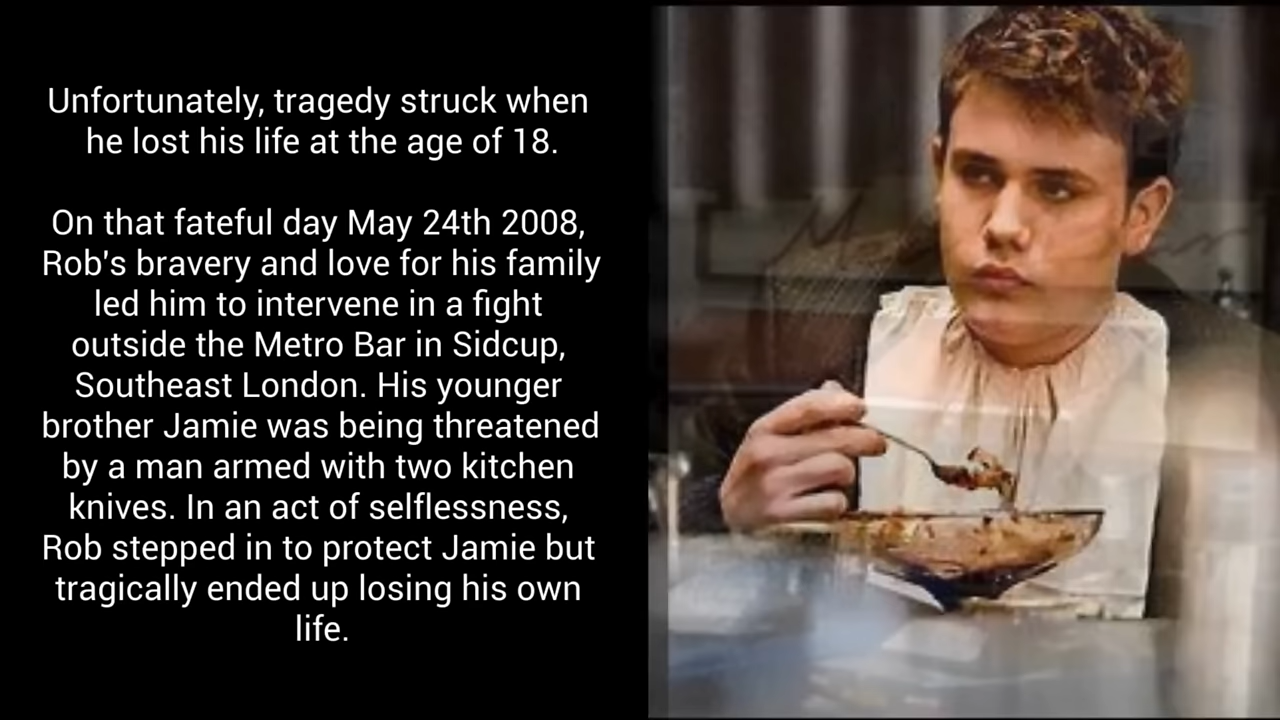 Unfortunately, tragedy struck when
he lost his life at the age of 18.
On that fateful day May 24th 2008,
Rob's bravery and love for his family
led him to intervene in a fight
outside the Metro Bar in Sidcup,
Southeast London. His younger
brother Jamie was being threatened
by a man armed with two kitchen
knives. In an act of selflessness,
Rob stepped in to protect Jamie but
tragically ended up losing his own
life.